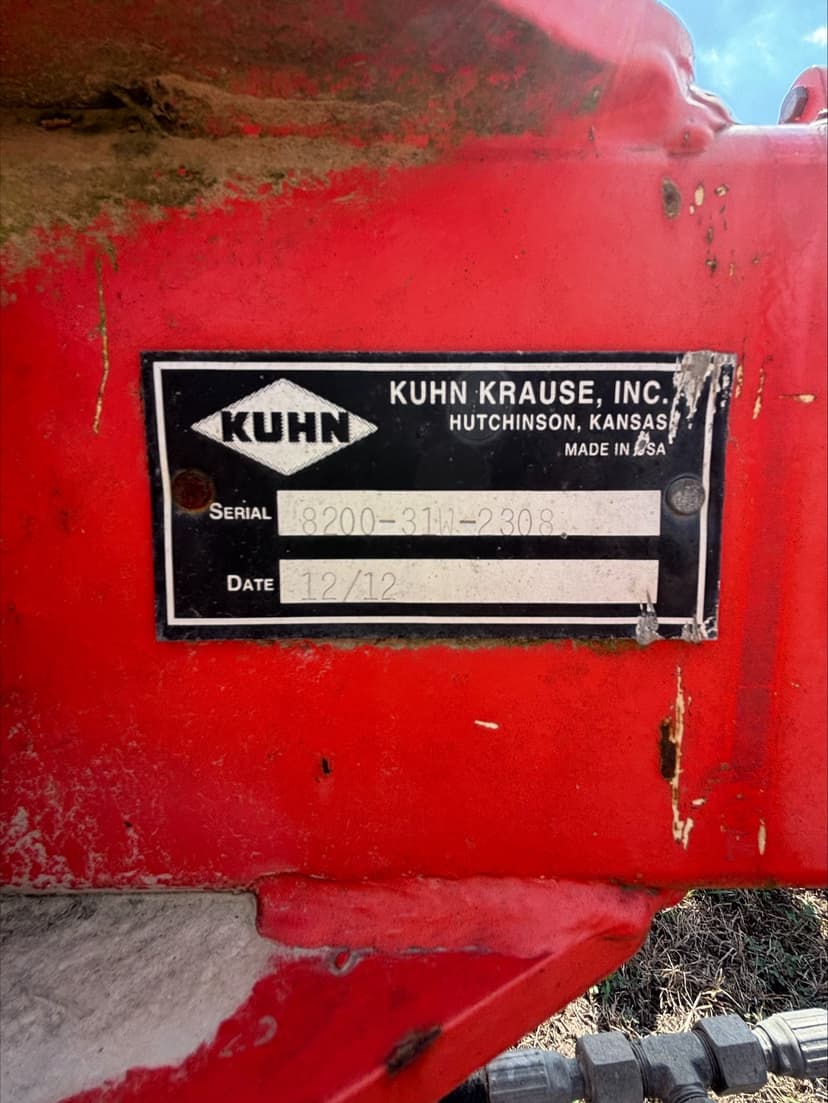 KUHN
KUHN KRAUSE, INC.
HUTCHINSON, KANSAS
MADE IN USA
SERIAL 8200-31W-2308
DATE 12/12